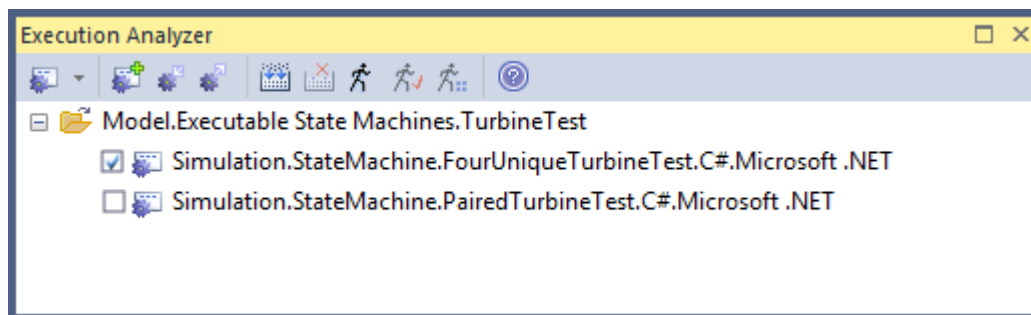 Execution Analyzer
Model.Executable State Machines.TurbineTest
Simulation.StateMachine.FourUniqueTurbineTest.C#.Microsoft .NET
Simulation.StateMachine.PairedTurbineTest.C#.Microsoft .NET